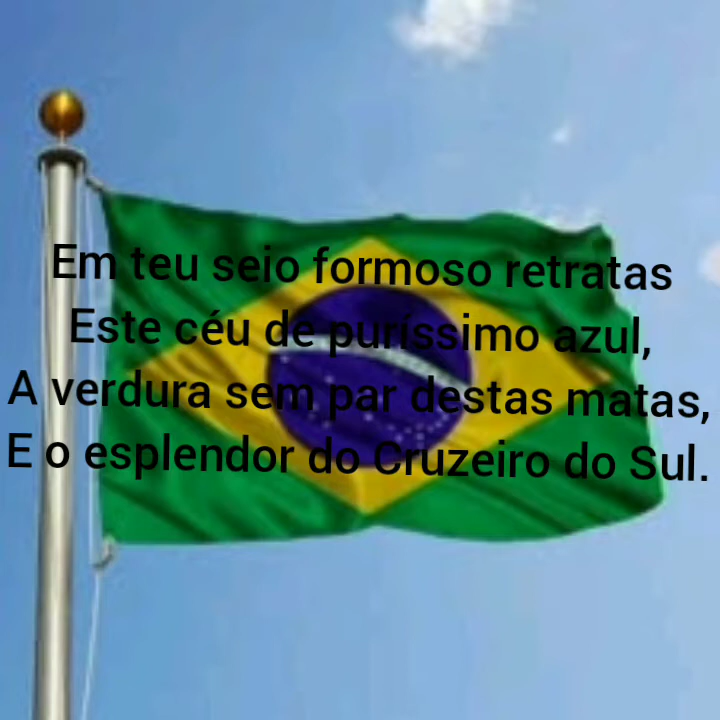 Em teu seio formoso retratas
Este céu de puríssimo azul,
A verdura sem par destas matas,
E o esplendor do Cruzeiro do Sul.